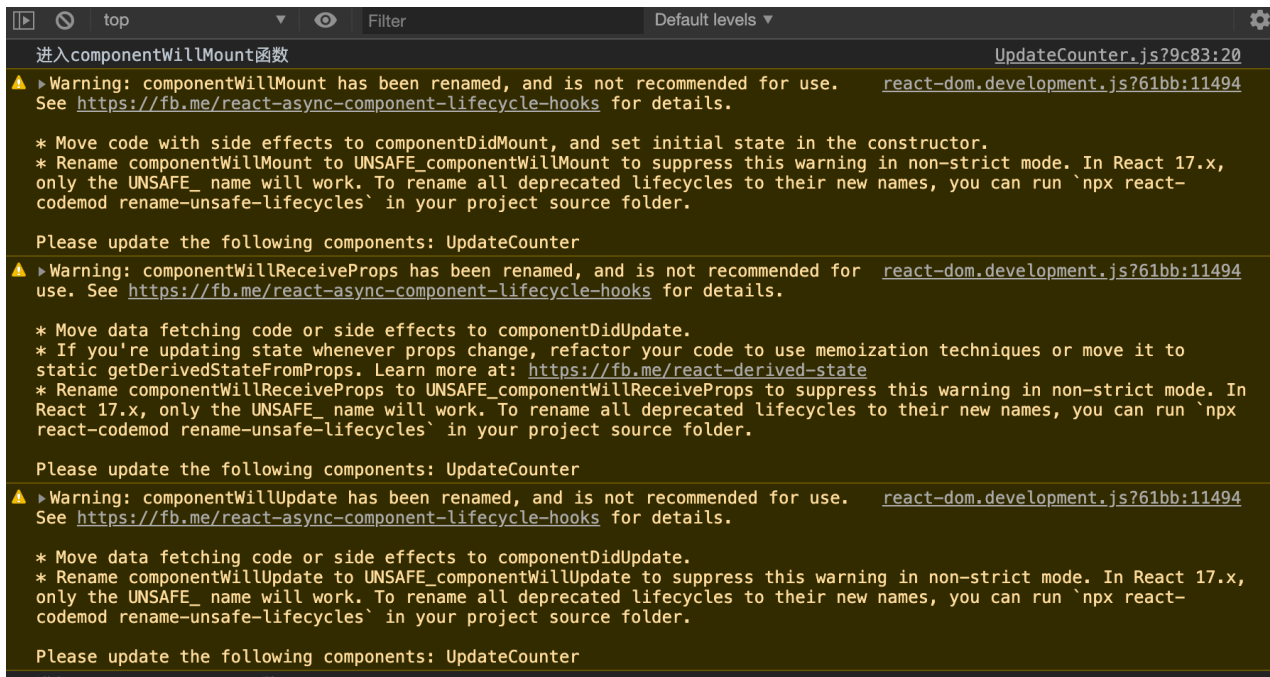 top Filter Default levels
进入componentWillMount函数 UpdateCounter.js?9c83:20
Warning: componentWillMount has been renamed, and is not recommended for use. react-dom.development.js?61bb:11494
See https://fb.me/react-async-component-lifecycle-hooks for details.
* Move code with side effects to componentDidMount, and set initial state in the constructor.
* Rename componentWillMount to UNSAFE_componentWillMount to suppress this warning in non-strict mode. In React 17.x,
only the UNSAFE_ name will work. To rename all deprecated lifecycles to their new names, you can run `npx react-
codemod rename-unsafe-lifecycles` in your project source folder.
Please update the following components: UpdateCounter
Warning: componentWillReceiveProps has been renamed, and is not recommended for react-dom.development.js?61bb:11494
use. See https://fb.me/react-async-component-lifecycle-hooks for details.
* Move data fetching code or side effects to componentDidUpdate.
* If you're updating state whenever props change, refactor your code to use memoization techniques or move it to
static getDerivedStateFromProps. Learn more at: https://fb.me/react-derived-state
* Rename componentWillReceiveProps to UNSAFE_componentWillReceiveProps to suppress this warning in non-strict mode. In
React 17.x, only the UNSAFE_ name will work. To rename all deprecated lifecycles to their new names, you can run `npx
react-codemod rename-unsafe-lifecycles` in your project source folder.
Please update the following components: UpdateCounter
Warning: componentWillUpdate has been renamed, and is not recommended for use. react-dom.development.js?61bb:11494
See https://fb.me/react-async-component-lifecycle-hooks for details.
* Move data fetching code or side effects to componentDidUpdate.
* Rename componentWillUpdate to UNSAFE_componentWillUpdate to suppress this warning in non-strict mode. In React 17.x,
only the UNSAFE_ name will work. To rename all deprecated lifecycles to their new names, you can run `npx react-
codemod rename-unsafe-lifecycles` in your project source folder.
Please update the following components: UpdateCounter